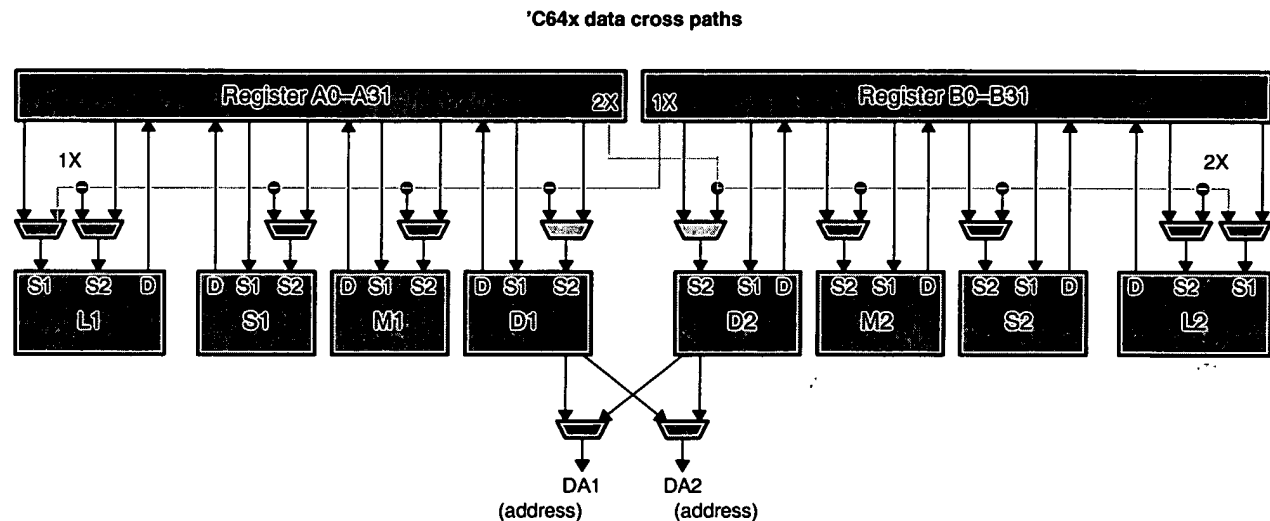 'C64x data cross paths
Register A0–A31
2X
1X
Register B0–B31
1X
2X
S1 S2 D
D S1 S2
D S1 S2
D S1 S2
S2 S1 D
S2 S1 D
S2 S1 D
D S2 S1
L1
S1
M1
D1
D2
M2
S2
L2
DA1
DA2
(address)
(address)